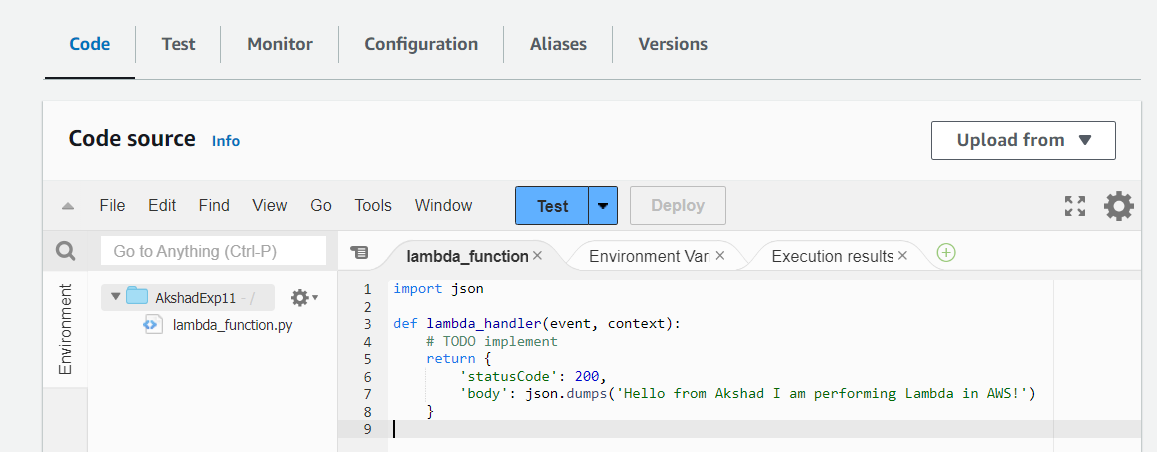 Code Test Monitor Configuration Aliases Versions
Code source Info Upload from
File Edit Find View Go Tools Window Test Deploy
Go to Anything (Ctrl-P)
lambda_function Environment Var Execution results
Environment
AkshadExp11 - /
lambda_function.py
1 import json
2
3 def lambda_handler(event, context):
4 # TODO implement
5 return {
6 'statusCode': 200,
7 'body': json.dumps('Hello from Akshad I am performing Lambda in AWS!')
8 }
9